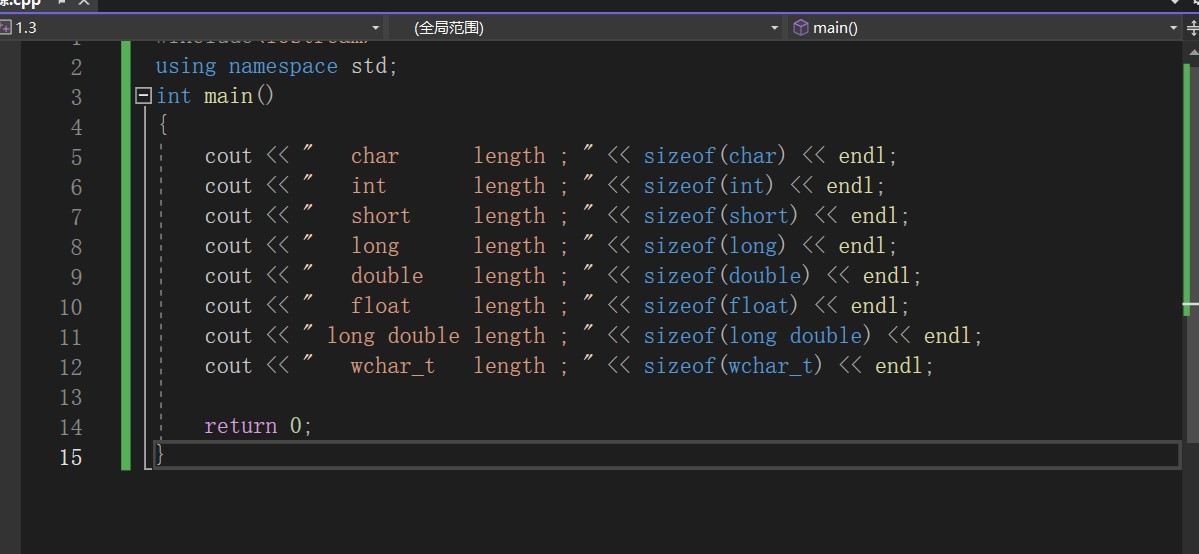 .cpp
1.3 (全局范围) main()
2 using namespace std;
3 int main()
4 {
5 cout << " char length ; " << sizeof(char) << endl;
6 cout << " int length ; " << sizeof(int) << endl;
7 cout << " short length ; " << sizeof(short) << endl;
8 cout << " long length ; " << sizeof(long) << endl;
9 cout << " double length ; " << sizeof(double) << endl;
10 cout << " float length ; " << sizeof(float) << endl;
11 cout << " long double length ; " << sizeof(long double) << endl;
12 cout << " wchar_t length ; " << sizeof(wchar_t) << endl;
13
14 return 0;
15 }